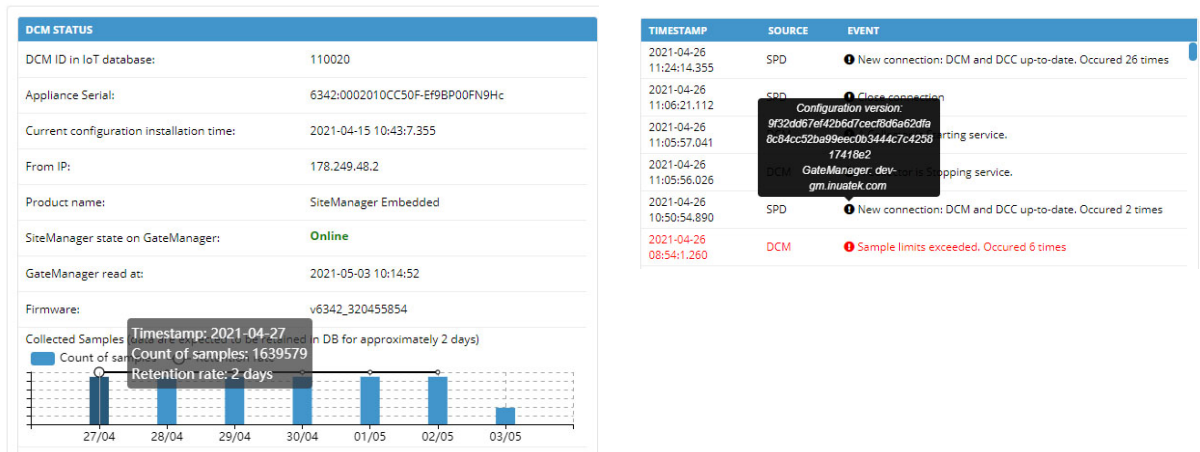 DCM STATUS
DCM ID in IoT database: 110020
Appliance Serial: 6342:0002010CC50F-Ef9BP00FN9Hc
Current configuration installation time: 2021-04-15 10:43:7.355
From IP: 178.249.48.2
Product name: SiteManager Embedded
SiteManager state on GateManager: Online
GateManager read at: 2021-05-03 10:14:52
Firmware: v6342_320455854
Collected Samples (data are expected to be retained in DB for approximately 2 days)
Count of samples Retention rate
Timestamp: 2021-04-27
Count of samples: 1639579
Retention rate: 2 days
27/04 28/04 29/04 30/04 01/05 02/05 03/05
TIMESTAMP SOURCE EVENT
2021-04-26
11:24:14.355 SPD New connection: DCM and DCC up-to-date. Occured 26 times
2021-04-26
11:06:21.112 SPD Close connection
2021-04-26
11:05:57.041 arting service.
2021-04-26
11:05:56.026 DCM is Stopping service.
Configuration version:
9f32dd67ef42b6d7cecf8d6a62dfa
8c84cc52ba99eec0b3444c7c4258
17418e2
GateManager: dev-
gm.inuatek.com
2021-04-26
10:50:54.890 SPD New connection: DCM and DCC up-to-date. Occured 2 times
2021-04-26
08:54:1.260 DCM Sample limits exceeded. Occured 6 times